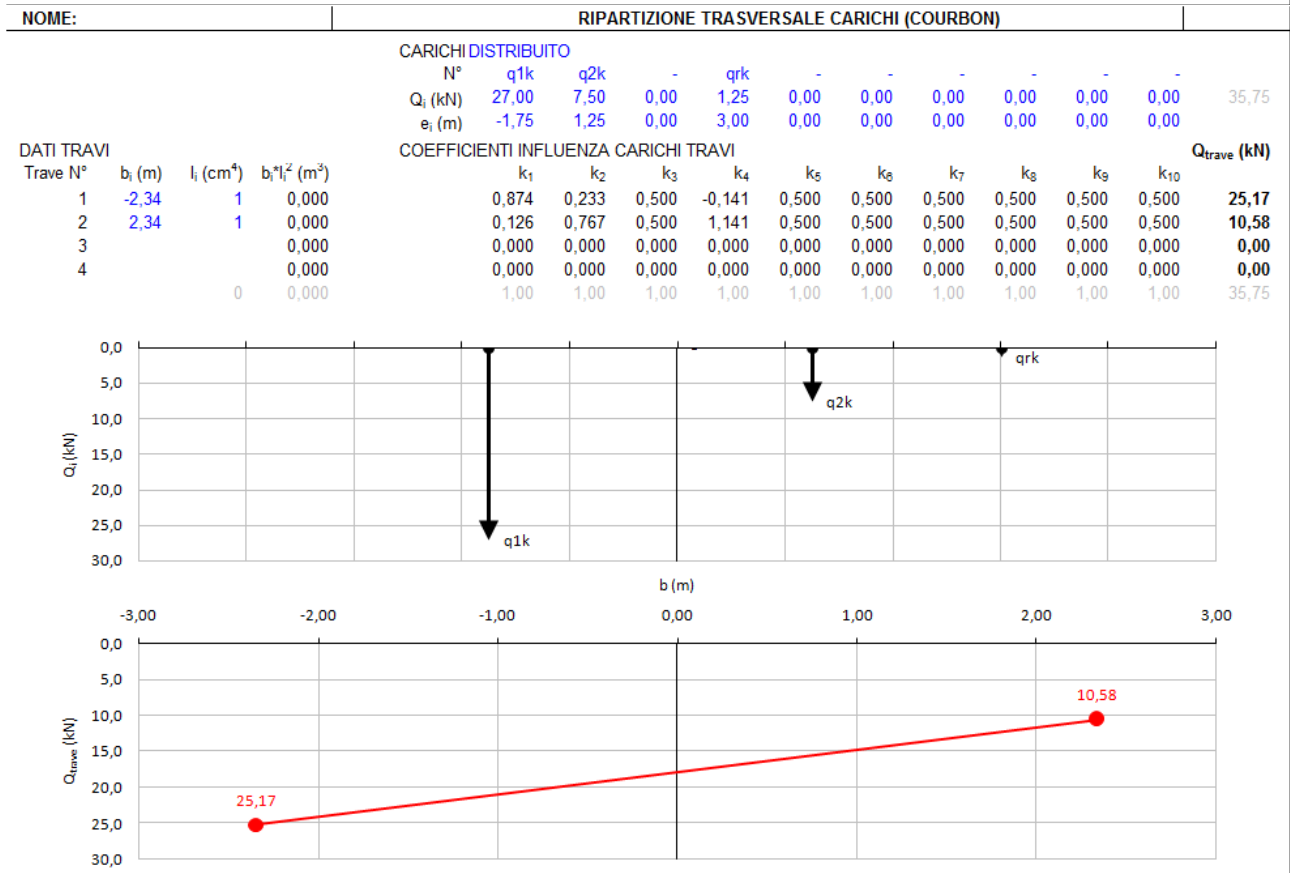 NOME: RIPARTIZIONE TRASVERSALE CARICHI (COURBON)
CARICHI DISTRIBUITO
N° q1k q2k - qrk - - - - - -
Qᵢ (kN) 27,00 7,50 0,00 1,25 0,00 0,00 0,00 0,00 0,00 0,00 35,75
eᵢ (m) -1,75 1,25 0,00 3,00 0,00 0,00 0,00 0,00 0,00 0,00
DATI TRAVI COEFFICIENTI INFLUENZA CARICHI TRAVI Qtrave (kN)
Trave N° bᵢ (m) Iᵢ (cm⁴) bᵢ*Iᵢ² (m³) k₁ k₂ k₃ k₄ k₅ k₆ k₇ k₈ k₉ k₁₀
1 -2,34 1 0,000 0,874 0,233 0,500 -0,141 0,500 0,500 0,500 0,500 0,500 0,500 25,17
2 2,34 1 0,000 0,126 0,767 0,500 1,141 0,500 0,500 0,500 0,500 0,500 0,500 10,58
3 0,000 0,000 0,000 0,000 0,000 0,000 0,000 0,000 0,000 0,000 0,000 0,00
4 0,000 0,000 0,000 0,000 0,000 0,000 0,000 0,000 0,000 0,000 0,000 0,00
0 0,000 1,00 1,00 1,00 1,00 1,00 1,00 1,00 1,00 1,00 1,00 35,75
0,0
qrk
5,0
q2k
10,0
Qᵢ(kN)
15,0
20,0
25,0
q1k
30,0
b (m)
-3,00 -2,00 -1,00 0,00 1,00 2,00 3,00
0,0
5,0
10,58
10,0
Qtrave (kN)
15,0
20,0
25,17
25,0
30,0